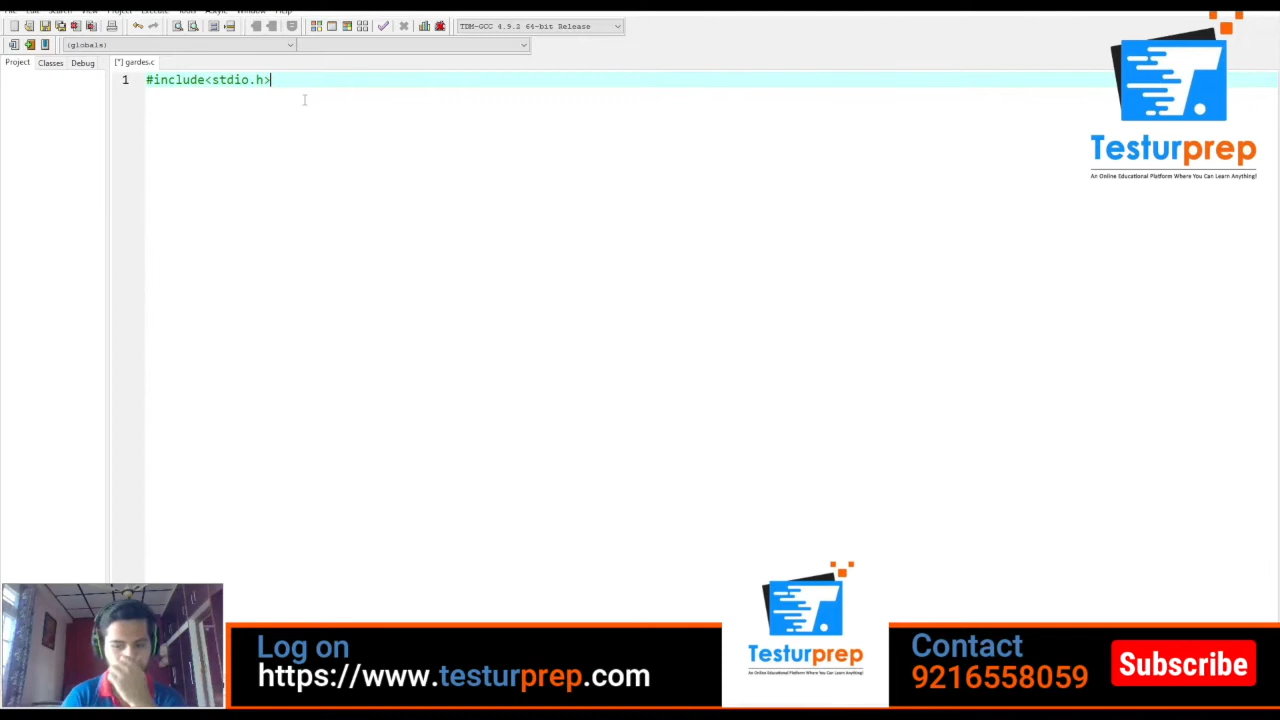 TDM-GCC 4.9.2 64-bit Release
(globals)
Project Classes Debug
[*] gardes.c
1 #include<stdio.h>
Testurprep
An Online Educational Platform Where You Can Learn Anything!
Log on
https://www.testurprep.com
Testurprep
An Online Educational Platform Where You Can Learn Anything!
Contact
9216558059
Subscribe